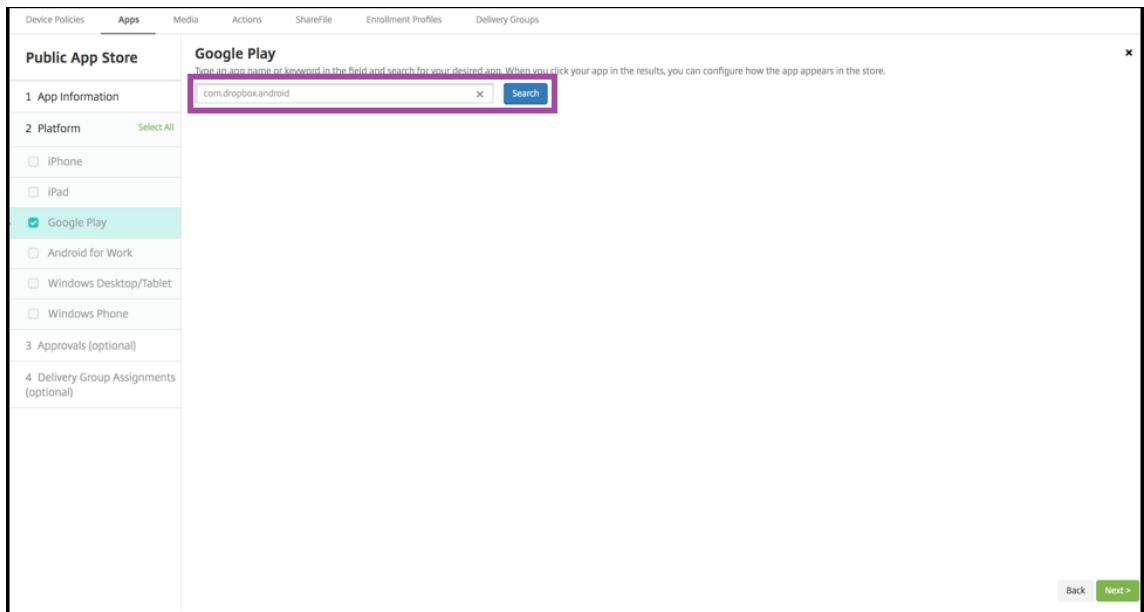 Device Policies Apps Media Actions ShareFile Enrollment Profiles Delivery Groups
Public App Store
1 App Information
2 Platform Select All
iPhone
iPad
Google Play
Android for Work
Windows Desktop/Tablet
Windows Phone
3 Approvals (optional)
4 Delivery Group Assignments
(optional)
Google Play
Type an app name or keyword in the field and search for your desired app. When you click your app in the results, you can configure how the app appears in the store.
com.dropbox.android Search
Back Next >